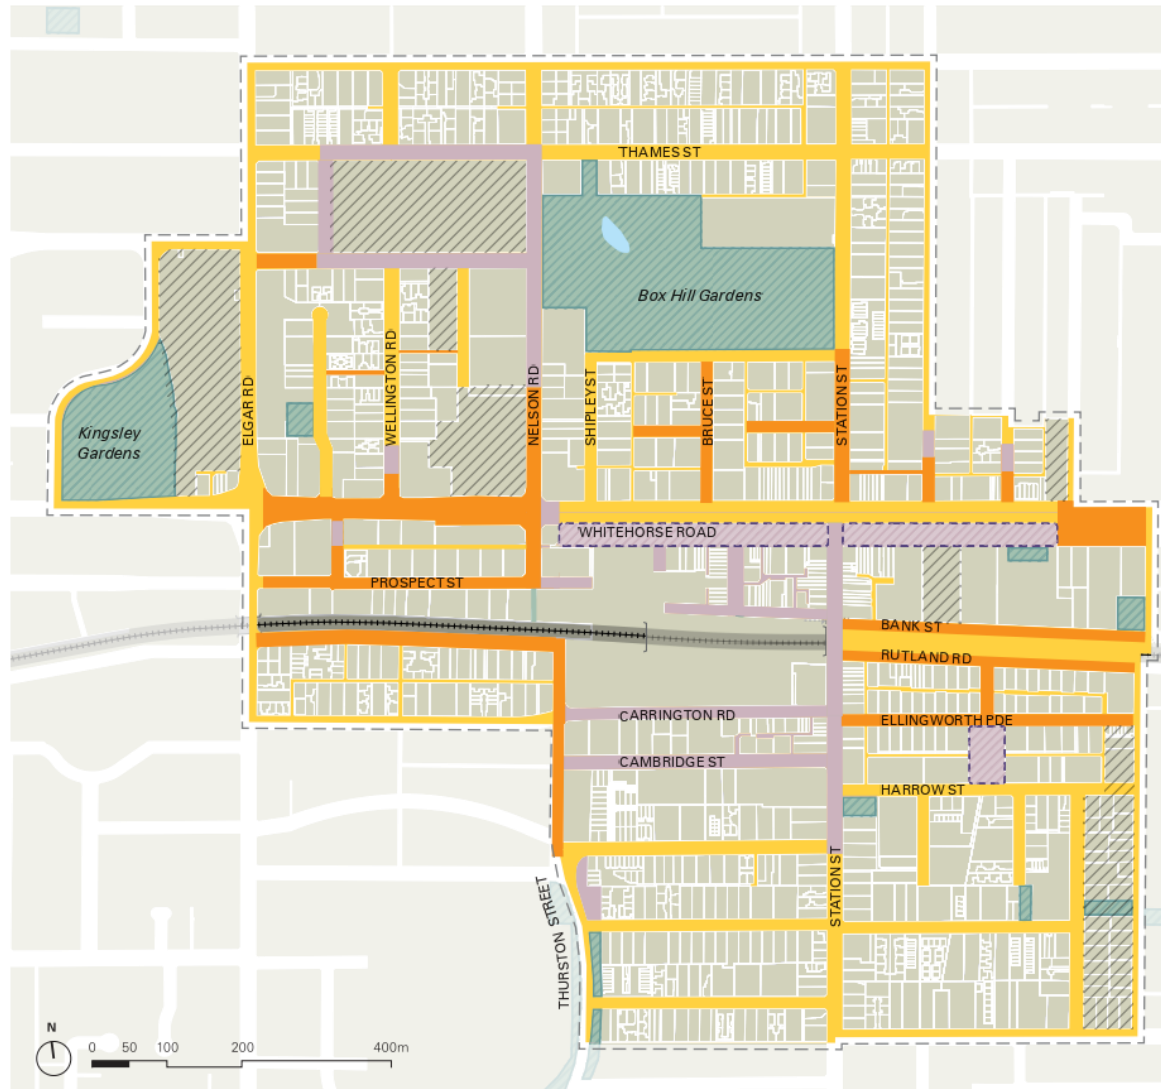 THAMES ST
Box Hill Gardens
ELGAR RD
WELLINGTON RD
NELSON RD
SHIPLEY ST
BRUCE ST
STATION ST
Kingsley
Gardens
WHITEHORSE ROAD
PROSPECT ST
BANK ST
RUTLAND RD
CARRINGTON RD
ELLINGWORTH PDE
CAMBRIDGE ST
HARROW ST
STATION ST
THURSTON STREET
N
0 50 100 200 400m